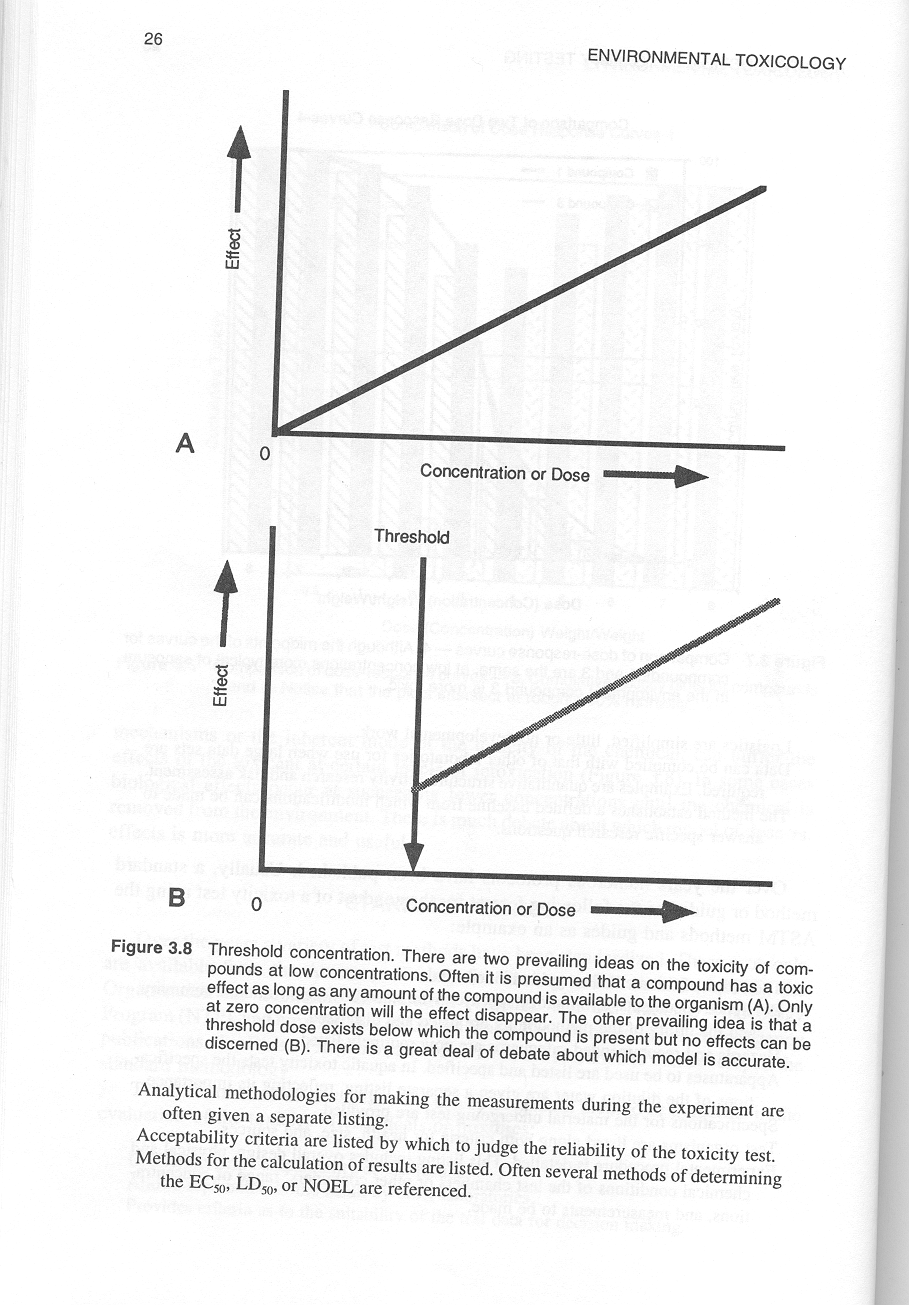 26
ENVIRONMENTAL TOXICOLOGY
Effect
A
0
Concentration or Dose
Threshold
Effect
B
0
Concentration or Dose
Figure 3.8 Threshold concentration. There are two prevailing ideas on the toxicity of com-
pounds at low concentrations. Often it is presumed that a compound has a toxic
effect as long as any amount of the compound is available to the organism (A). Only
at zero concentration will the effect disappear. The other prevailing idea is that a
threshold dose exists below which the compound is present but no effects can be
discerned (B). There is a great deal of debate about which model is accurate.
Analytical methodologies for making the measurements during the experiment are
often given a separate listing.
Acceptability criteria are listed by which to judge the reliability of the toxicity test.
Methods for the calculation of results are listed. Often several methods of determining
the EC50, LD50, or NOEL are referenced.